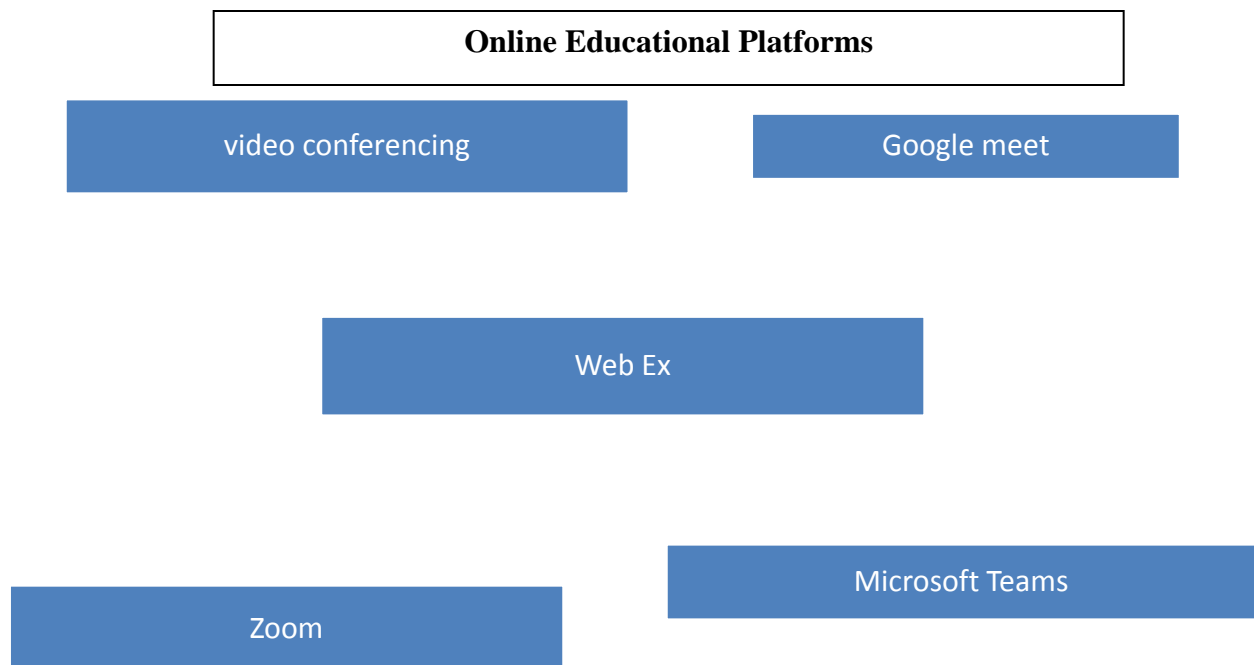 Online Educational Platforms
video conferencing
Google meet
Web Ex
Microsoft Teams
Zoom